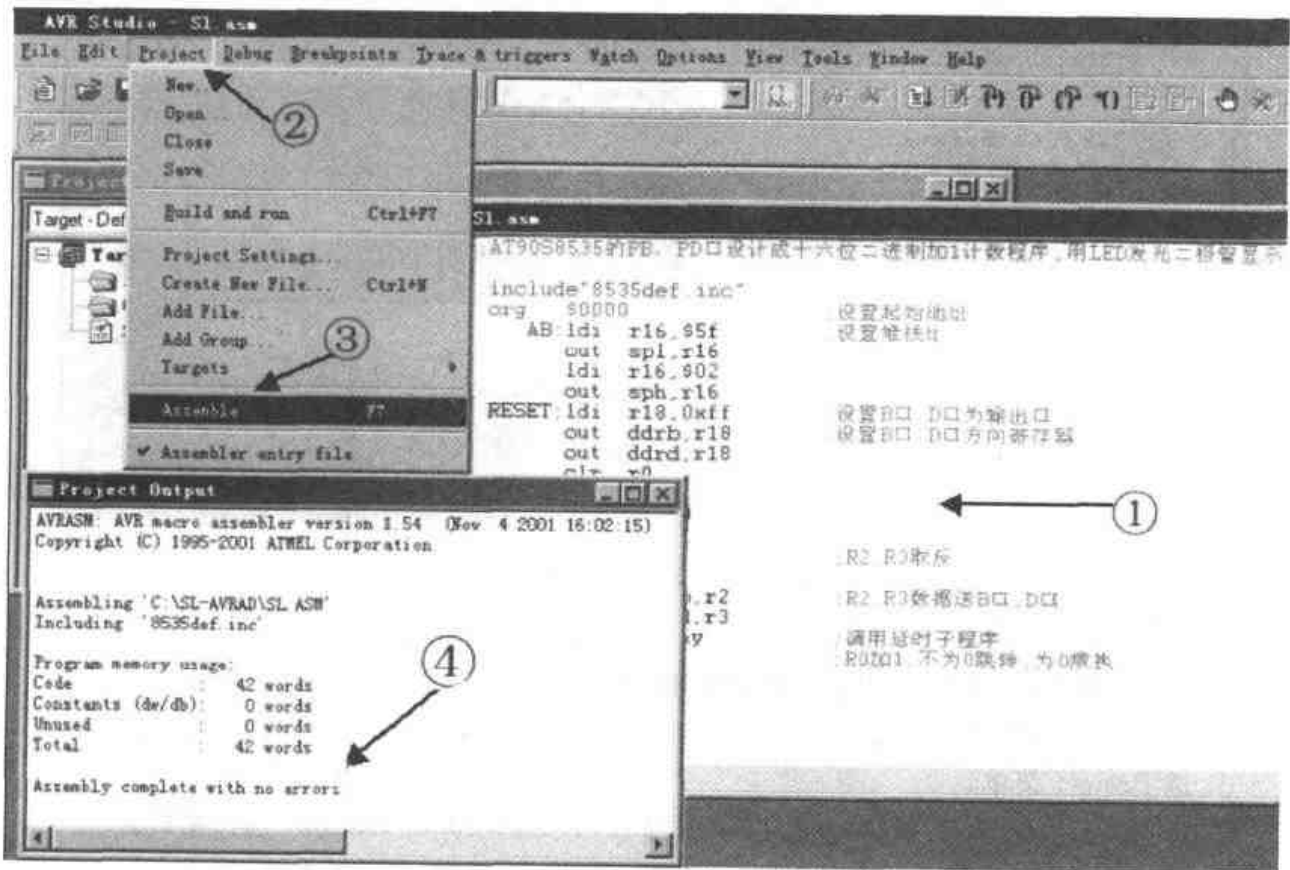 AVR Studio - Sl.asm
File Edit Project Debug Breakpoints Trace & triggers Watch Options View Tools Window Help
New...
②
Open...
Close
Save
Project
Build and run Ctrl+F7
Target - Def
Sl.asm
Tar
Project Settings...
Create New File... Ctrl+N
Add File...
Add Group...
③
Targets
Assemble F7
Assembler entry file
;AT90S8535的PB、PD口设计成十六位二进制加1计数程序,用LED发光二极管显示
include"8535def.inc"
org $0000 ;设置起始地址
AB:ldi r16,$5f ;设置堆栈
out spl,r16
ldi r16,$02
out sph,r16
RESET:ldi r18,0xff ;设置B口、D口为输出口
out ddrb,r18 ;设置B口、D口方向寄存器
out ddrd,r18
clr r0
①
;R2、R3取反
,r2 ;R2、R3数据送B口、D口
,r3
y ;调用延时子程序
;R0加1,不为0跳转,为0
Project Output
AVRASM: AVR macro assembler version 1.54 (Nov 4 2001 16:02:15)
Copyright (C) 1995-2001 ATMEL Corporation
Assembling 'C:\SL-AVRAD\SL.ASM'
Including '8535def.inc'
④
Program memory usage:
Code : 42 words
Constants (dw/db): 0 words
Unused : 0 words
Total : 42 words
Assembly complete with no errors